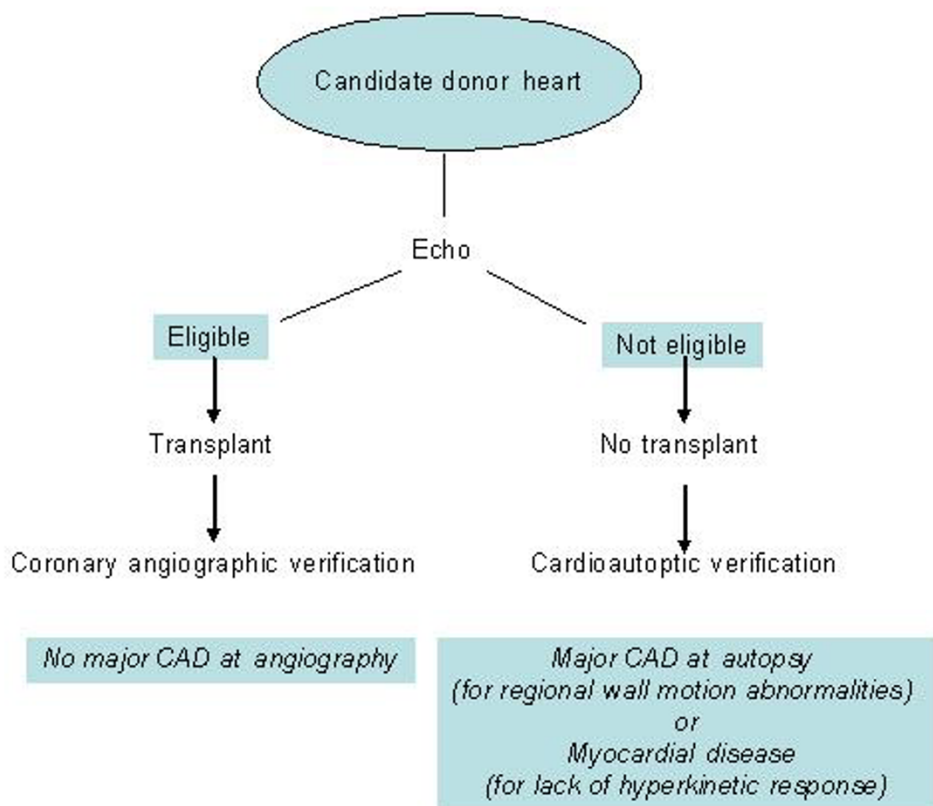 Candidate donor heart
Echo
Eligible
Not eligible
Transplant
No transplant
Coronary angiographic verification
Cardioautoptic verification
No major CAD at angiography
Major CAD at autopsy
(for regional wall motion abnormalities)
or
Myocardial disease
(for lack of hyperkinetic response)